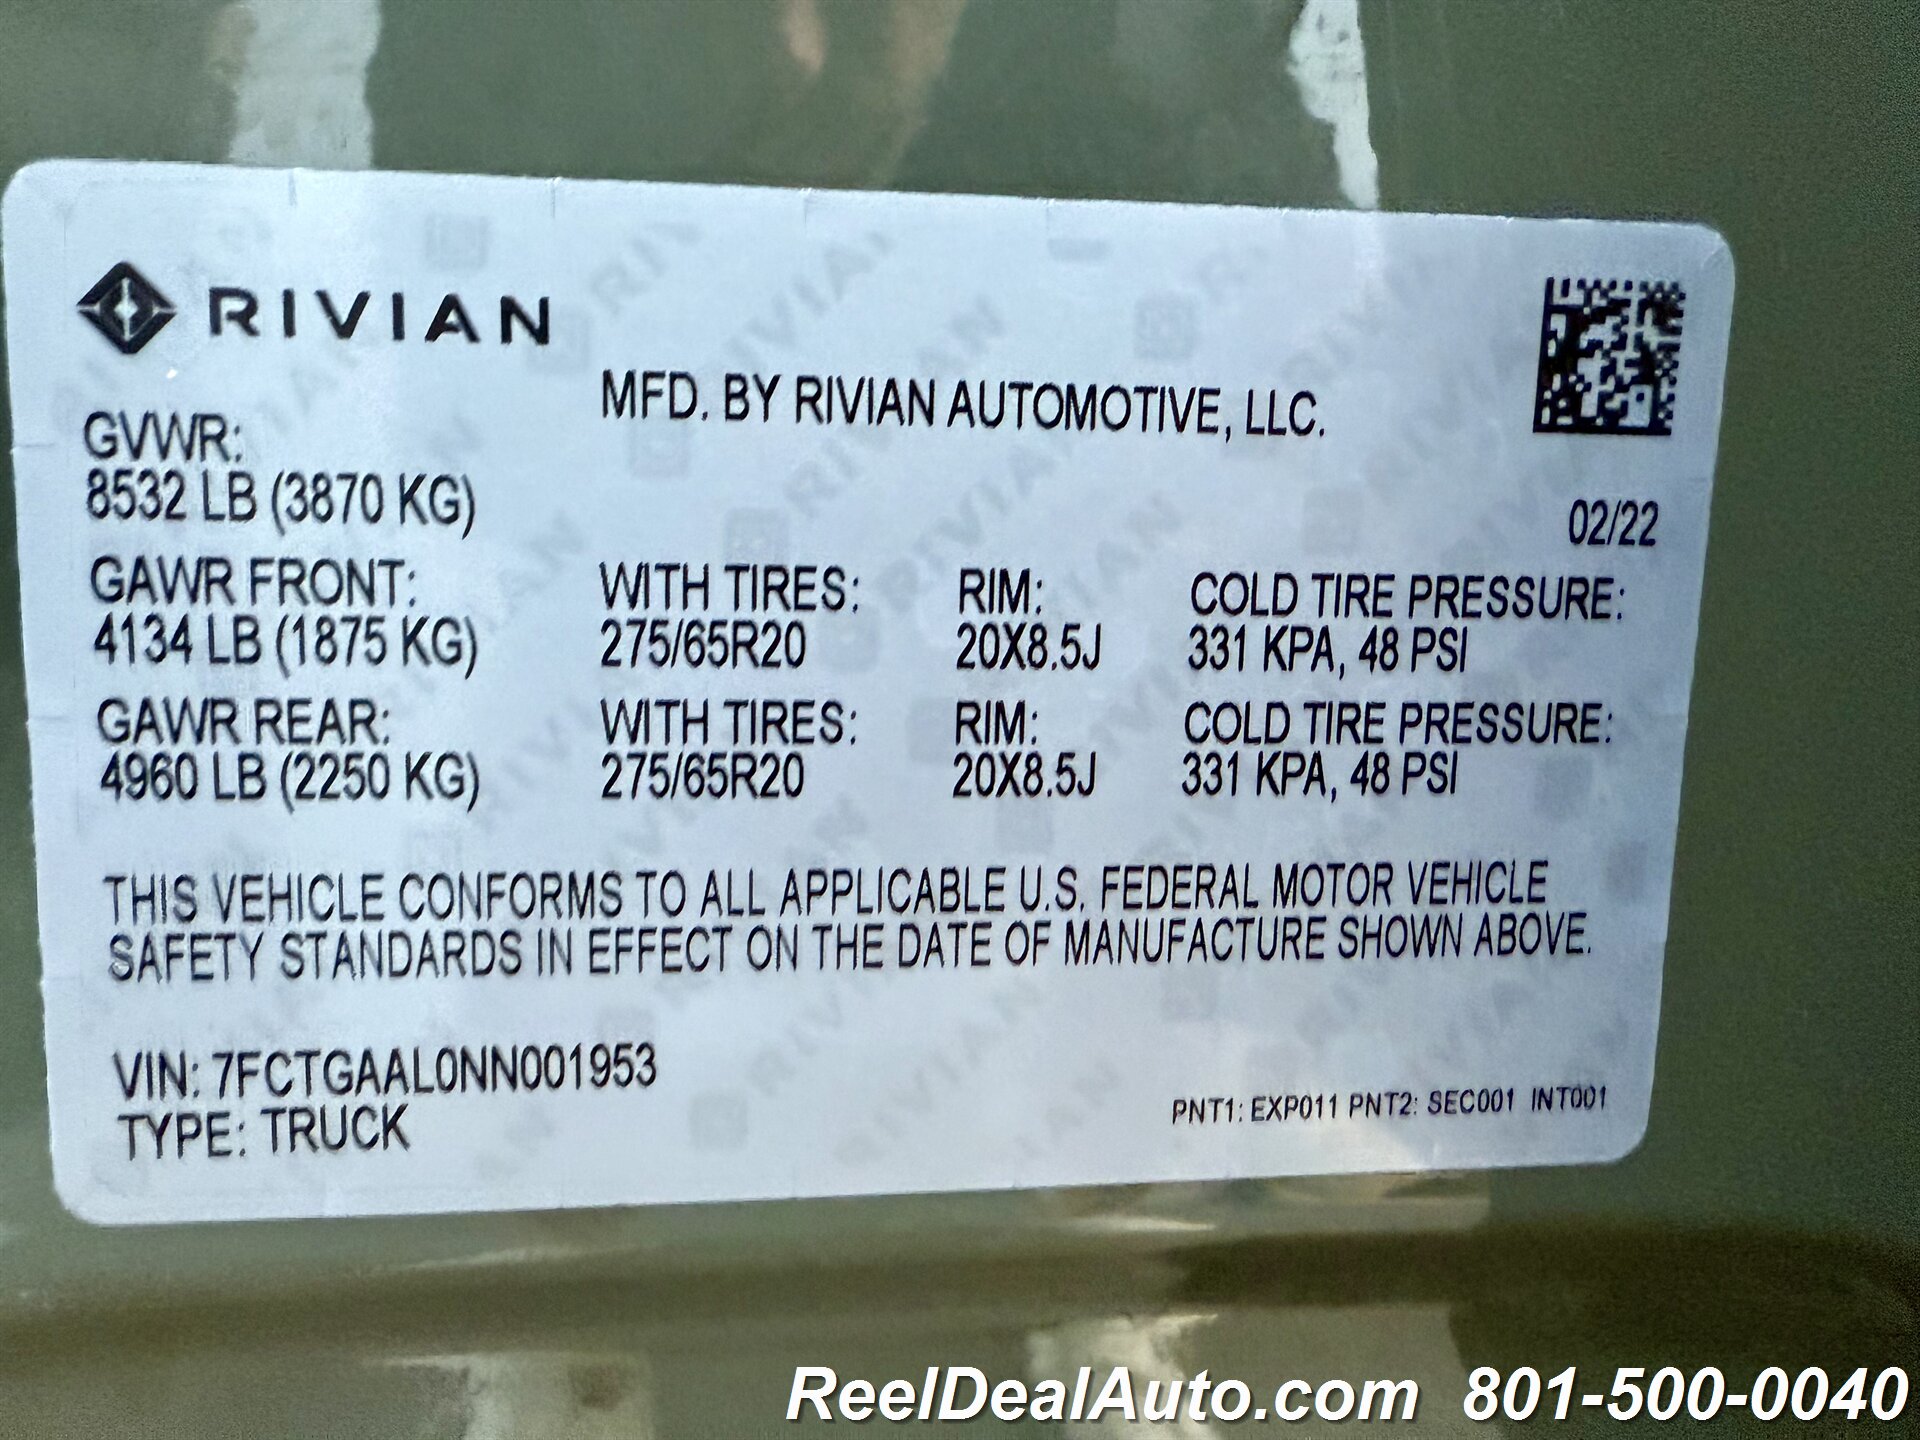 RIVIAN
MFD. BY RIVIAN AUTOMOTIVE, LLC.
GVWR:
8532 LB (3870 KG)
02/22
GAWR FRONT: WITH TIRES: RIM: COLD TIRE PRESSURE:
4134 LB (1875 KG) 275/65R20 20X8.5J 331 KPA, 48 PSI
GAWR REAR: WITH TIRES: RIM: COLD TIRE PRESSURE:
4960 LB (2250 KG) 275/65R20 20X8.5J 331 KPA, 48 PSI
THIS VEHICLE CONFORMS TO ALL APPLICABLE U.S. FEDERAL MOTOR VEHICLE
SAFETY STANDARDS IN EFFECT ON THE DATE OF MANUFACTURE SHOWN ABOVE.
VIN: 7FCTGAAL0NN001953
TYPE: TRUCK
PNT1: EXP011 PNT2: SEC001 INT001
ReelDealAuto.com 801-500-0040